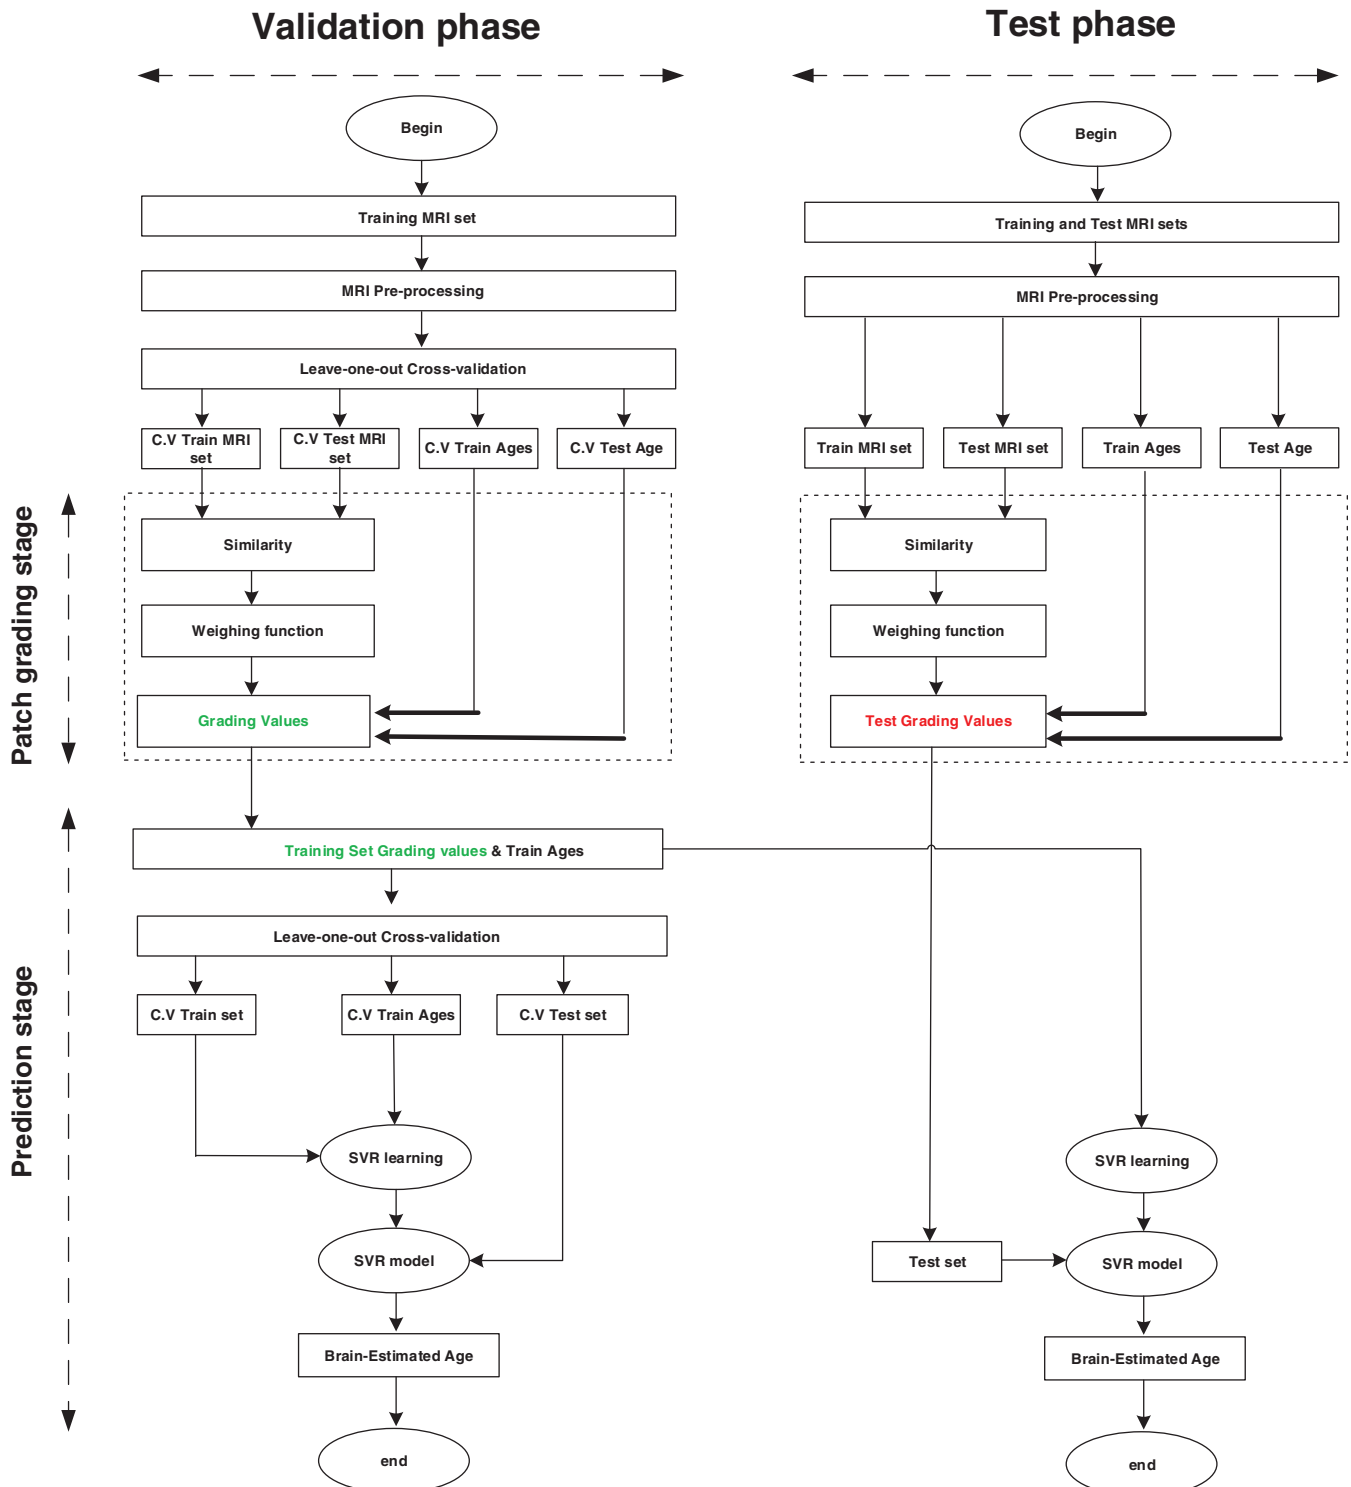 Validation phase
Begin
Training MRI set
MRI Pre-processing
Leave-one-out Cross-validation
C.V Train MRI
set
C.V Test MRI
set
C.V Train Ages
C.V Test Age
Patch grading stage
Similarity
Weighing function
Grading Values
Prediction stage
Training Set Grading values & Train Ages
Leave-one-out Cross-validation
C.V Train set
C.V Train Ages
C.V Test set
SVR learning
SVR model
Brain-Estimated Age
end
Test phase
Begin
Training and Test MRI sets
MRI Pre-processing
Train MRI set
Test MRI set
Train Ages
Test Age
Similarity
Weighing function
Test Grading Values
SVR learning
Test set
SVR model
Brain-Estimated Age
end